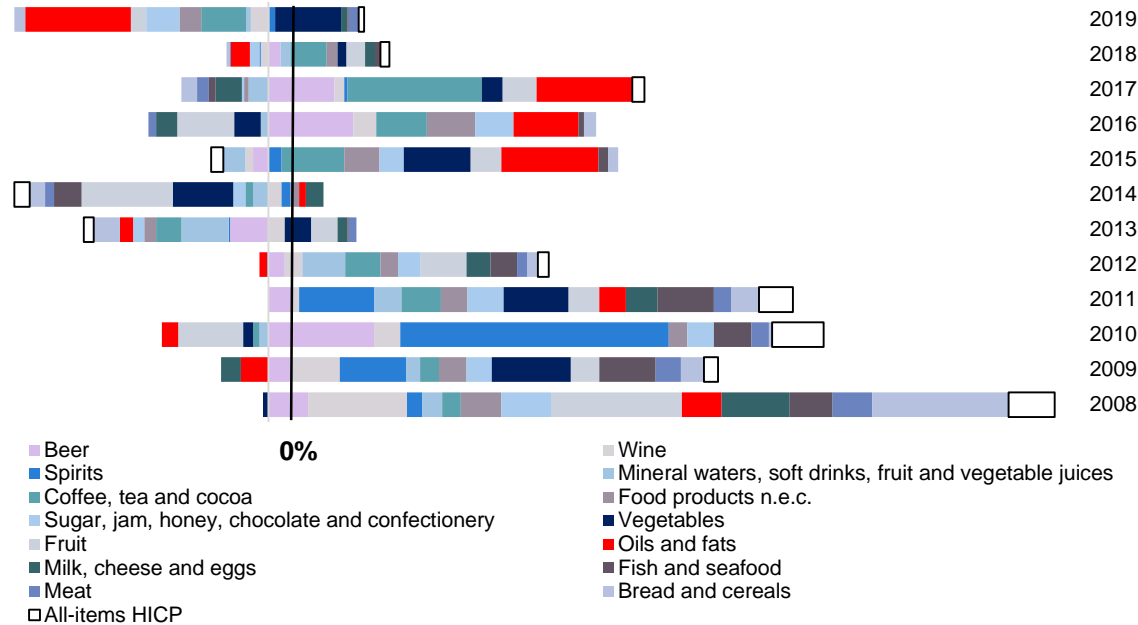 2019
2018
2017
2016
2015
2014
2013
2012
2011
2010
2009
2008
0%
Beer
Wine
Spirits
Mineral waters, soft drinks, fruit and vegetable juices
Coffee, tea and cocoa
Food products n.e.c.
Sugar, jam, honey, chocolate and confectionery
Vegetables
Fruit
Oils and fats
Milk, cheese and eggs
Fish and seafood
Meat
Bread and cereals
All-items HICP